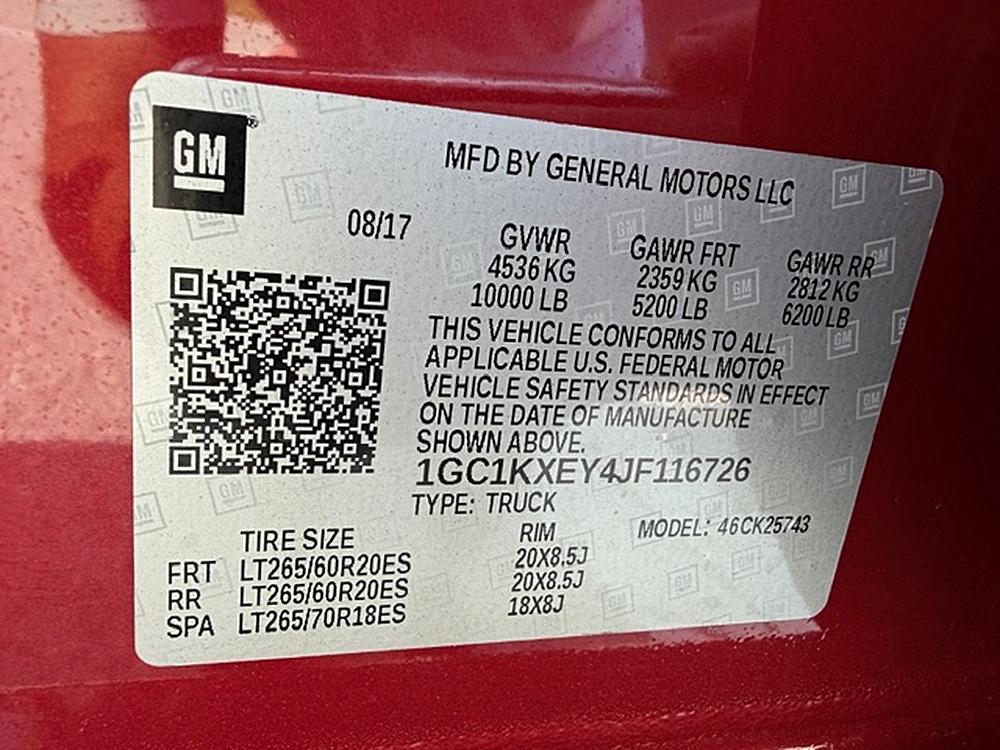 GM
MFD BY GENERAL MOTORS LLC
08/17
GVWR GAWR FRT GAWR RR
4536 KG 2359 KG 2812 KG
10000 LB 5200 LB 6200 LB
THIS VEHICLE CONFORMS TO ALL
APPLICABLE U.S. FEDERAL MOTOR
VEHICLE SAFETY STANDARDS IN EFFECT
ON THE DATE OF MANUFACTURE
SHOWN ABOVE.
1GC1KXEY4JF116726
TYPE: TRUCK
MODEL: 46CK25743
TIRE SIZE RIM
FRT LT265/60R20ES 20X8.5J
RR LT265/60R20ES 20X8.5J
SPA LT265/70R18ES 18X8J